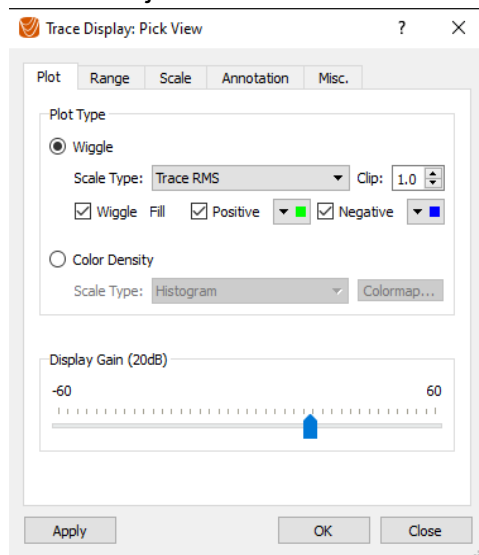 Trace Display: Pick View ? X
Plot Range Scale Annotation Misc.
Plot Type
Wiggle
Scale Type: Trace RMS Clip: 1.0
Wiggle Fill Positive Negative
Color Density
Scale Type: Histogram Colormap...
Display Gain (20dB)
-60 60
Apply OK Close